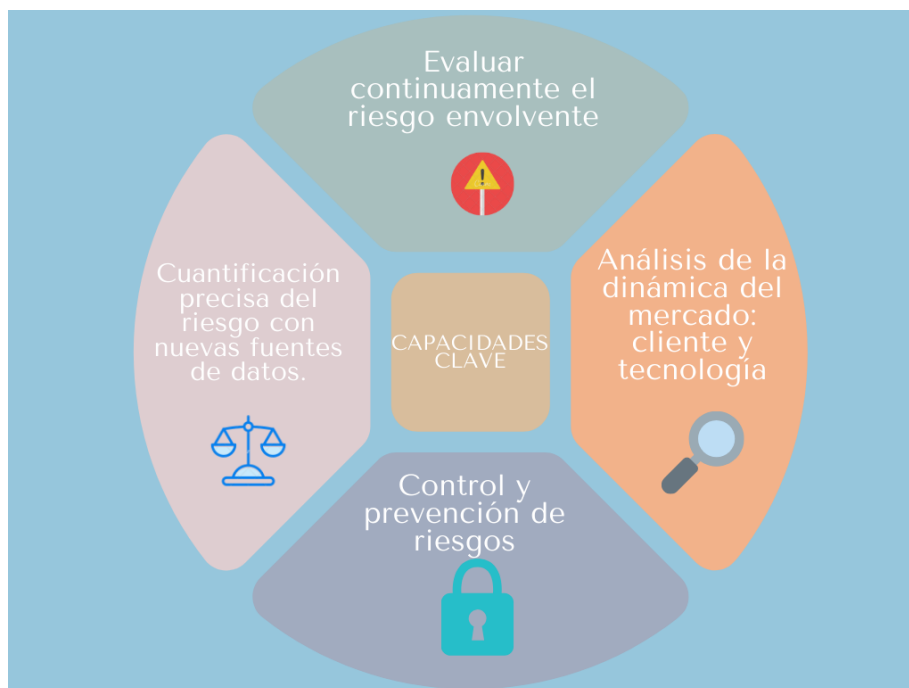 Evaluar
continuamente el
riesgo envolvente
Cuantificación
precisa del
riesgo con
nuevas fuentes
de datos.
CAPACIDADES
CLAVE
Análisis de la
dinámica del
mercado:
cliente y
tecnología
Control y
prevención de
riesgos